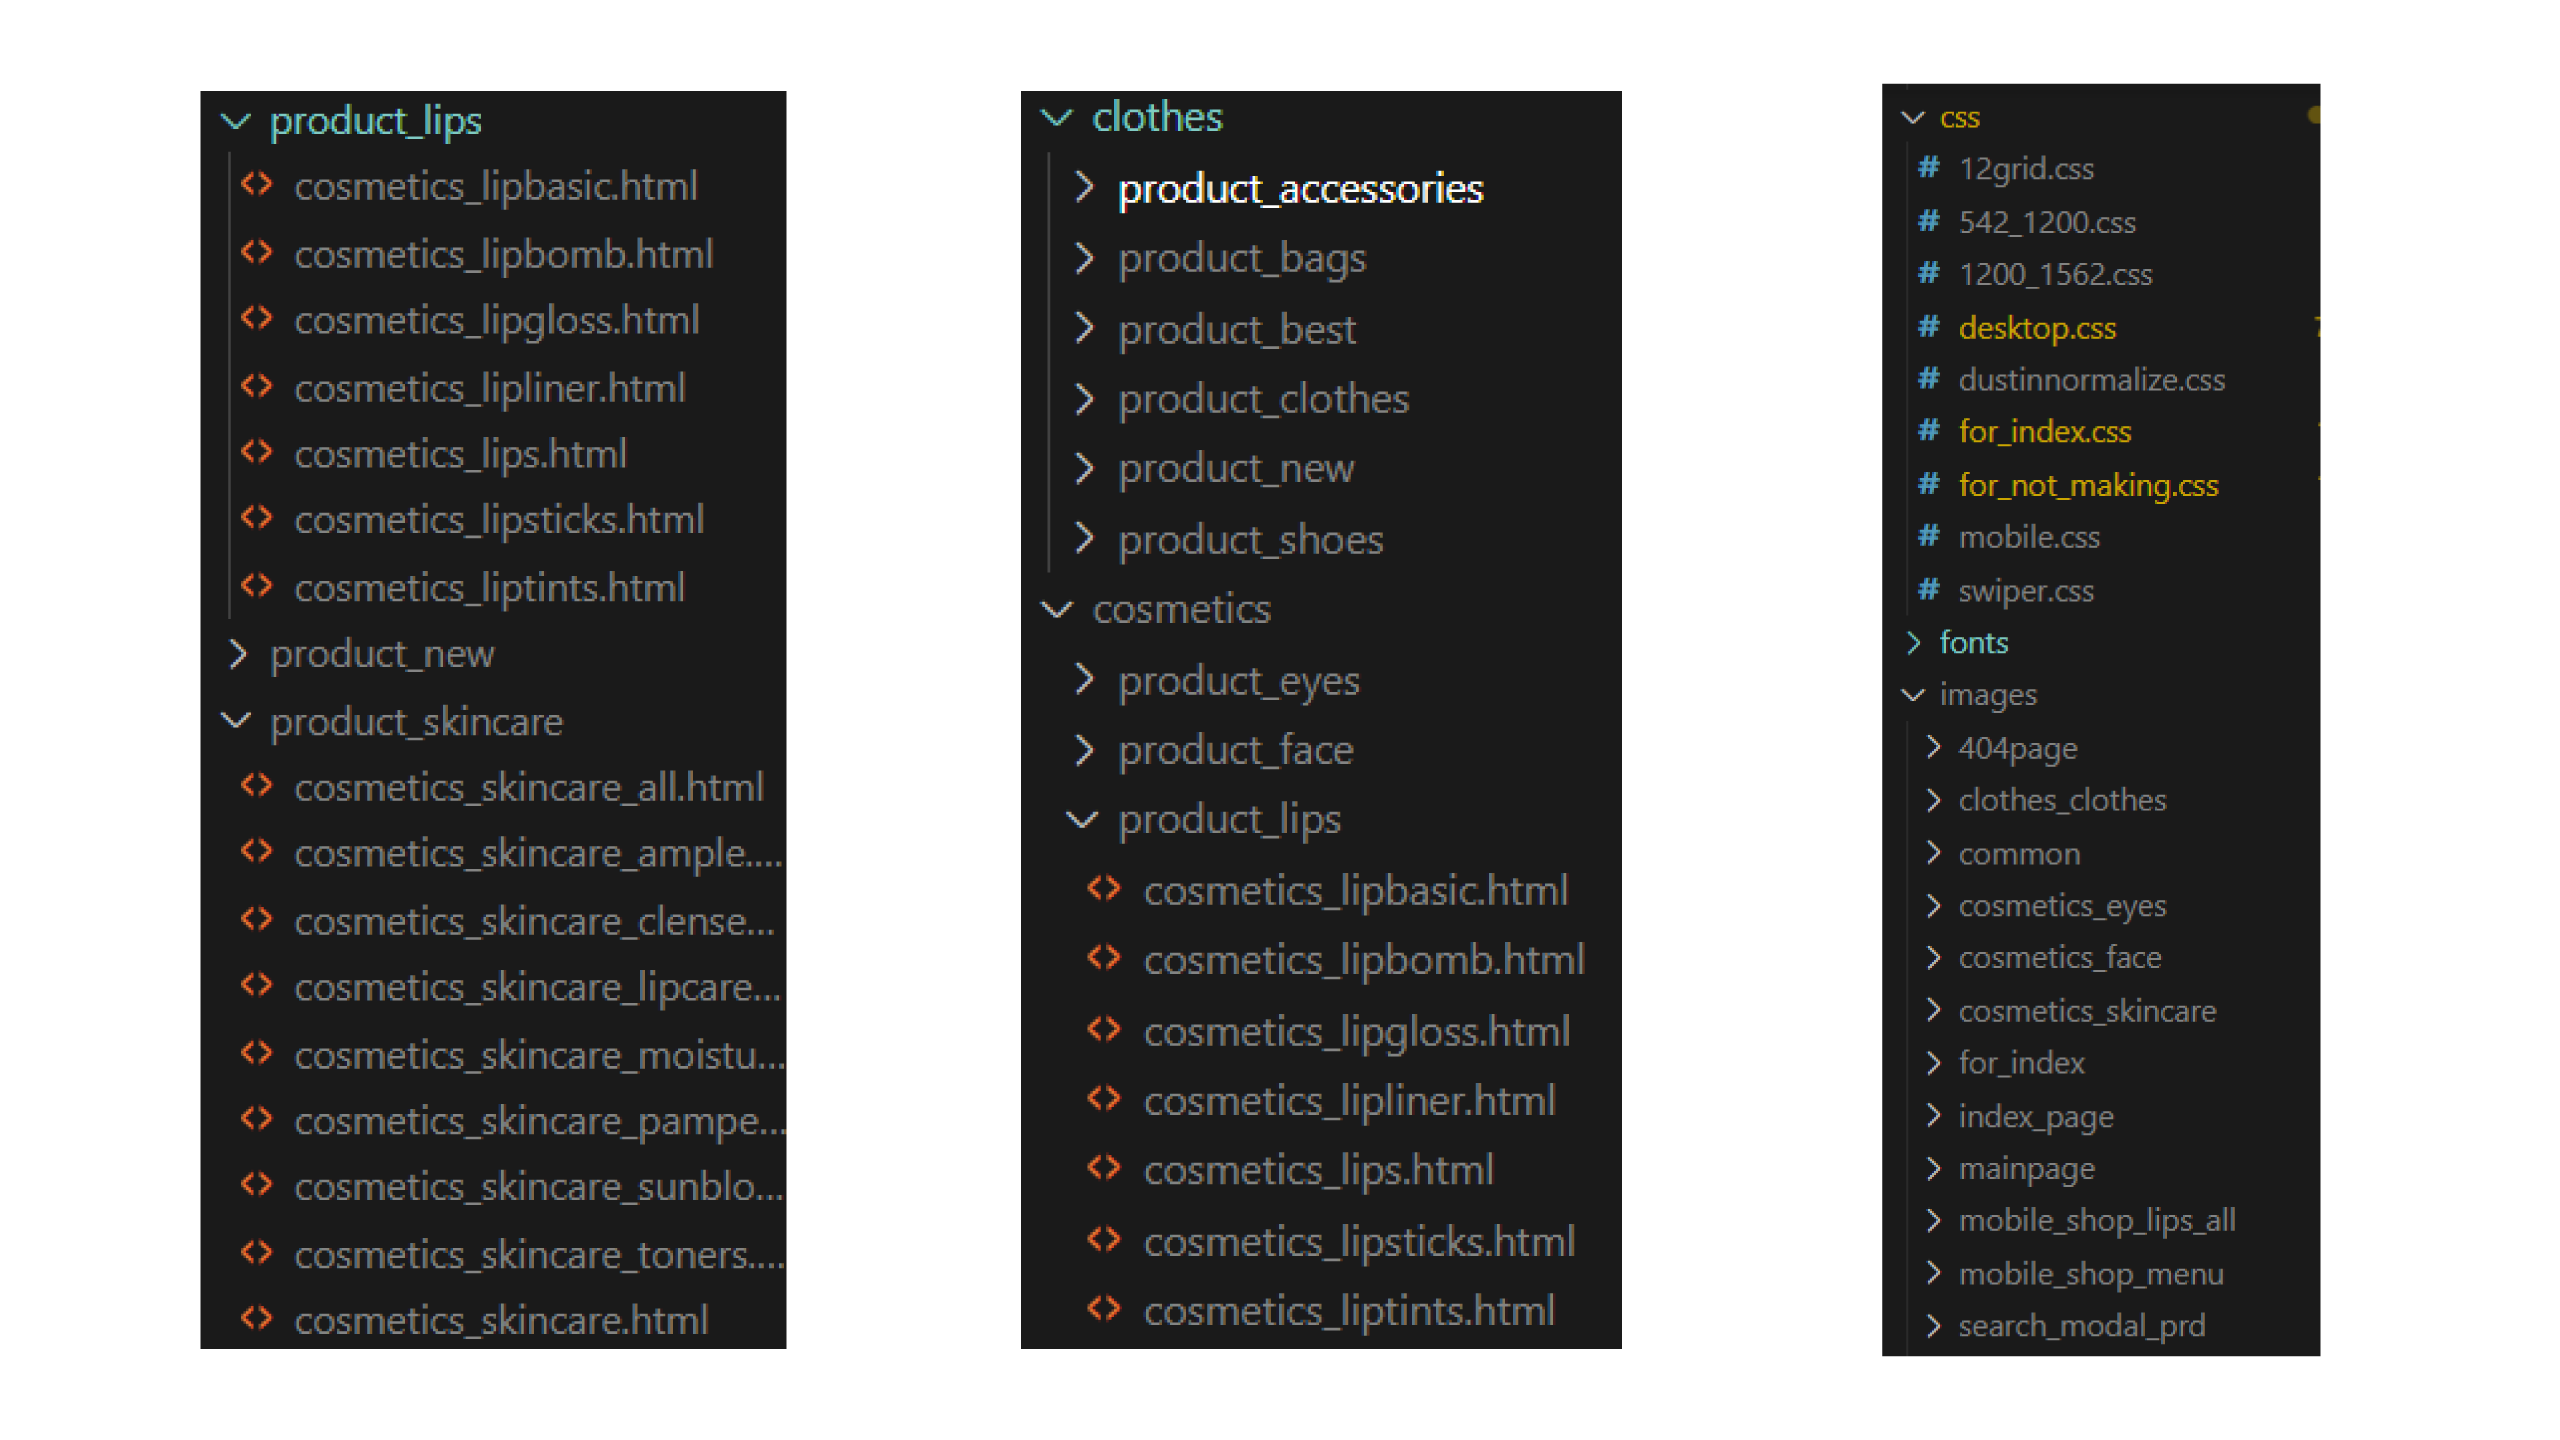 product_lips
cosmetics_lipbasic.html
cosmetics_lipbomb.html
cosmetics_lipgloss.html
cosmetics_lipliner.html
cosmetics_lips.html
cosmetics_lipsticks.html
cosmetics_liptints.html
product_new
product_skincare
cosmetics_skincare_all.html
cosmetics_skincare_ample....
cosmetics_skincare_clense...
cosmetics_skincare_lipcare...
cosmetics_skincare_moistu...
cosmetics_skincare_pampe...
cosmetics_skincare_sunblo...
cosmetics_skincare_toners....
cosmetics_skincare.html
clothes
product_accessories
product_bags
product_best
product_clothes
product_new
product_shoes
cosmetics
product_eyes
product_face
product_lips
cosmetics_lipbasic.html
cosmetics_lipbomb.html
cosmetics_lipgloss.html
cosmetics_lipliner.html
cosmetics_lips.html
cosmetics_lipsticks.html
cosmetics_liptints.html
css
# 12grid.css
# 542_1200.css
# 1200_1562.css
# desktop.css
# dustinnormalize.css
# for_index.css
# for_not_making.css
# mobile.css
# swiper.css
fonts
images
404page
clothes_clothes
common
cosmetics_eyes
cosmetics_face
cosmetics_skincare
for_index
index_page
mainpage
mobile_shop_lips_all
mobile_shop_menu
search_modal_prd